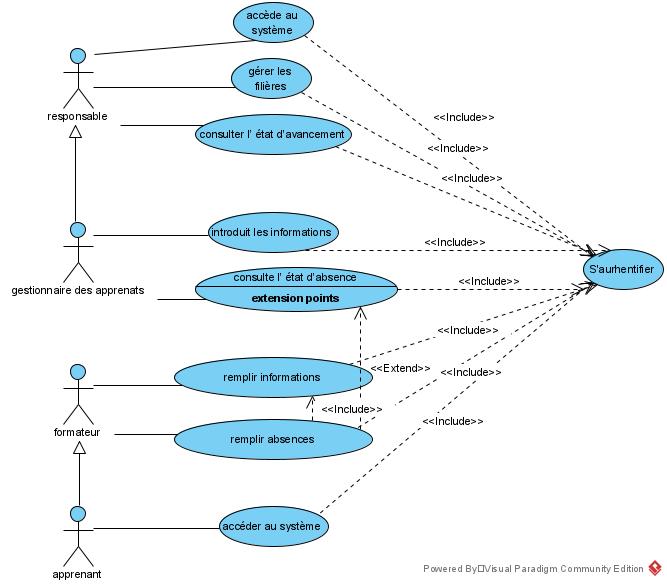 accède au
système
responsable
gérer les
filières
<<Include>>
consulter l' état d'avancement
<<Include>>
<<Include>>
introduit les informations
<<Include>>
S'aurhentifier
gestionnaire des apprenats
consulte l' état d'absence
extension points
<<Include>>
<<Include>>
remplir informations
<<Extend>>
<<Include>>
formateur
<<Include>>
remplir absences
<<Include>>
accéder au système
apprenant
Powered By▯Visual Paradigm Community Edition